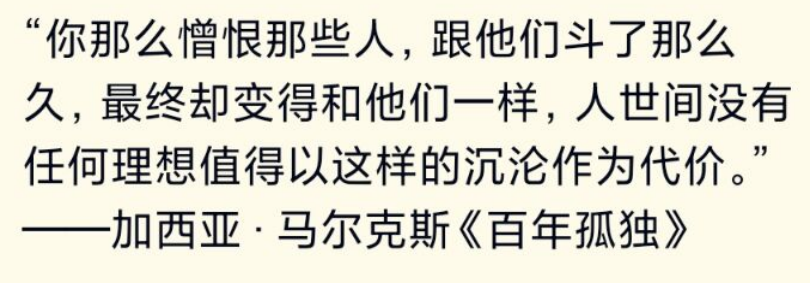 “你那么憎恨那些人，跟他们斗了那么
久，最终却变得和他们一样，人世间没有
任何理想值得以这样的沉沦作为代价。”
——加西亚·马尔克斯《百年孤独》